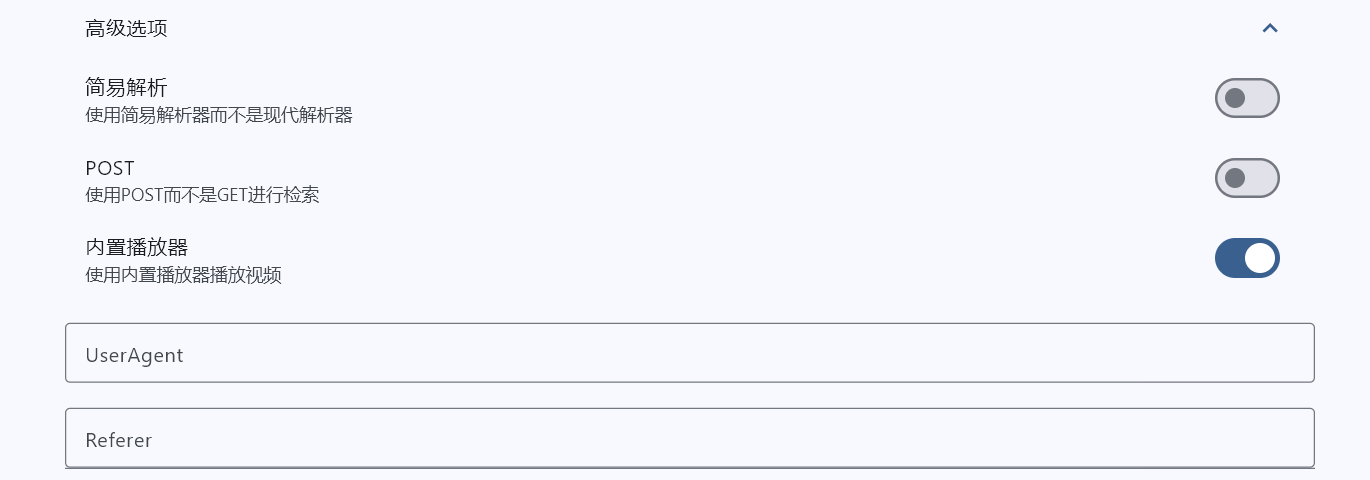 高级选项
简易解析
使用简易解析器而不是现代解析器
POST
使用POST而不是GET进行检索
内置播放器
使用内置播放器播放视频
UserAgent
Referer